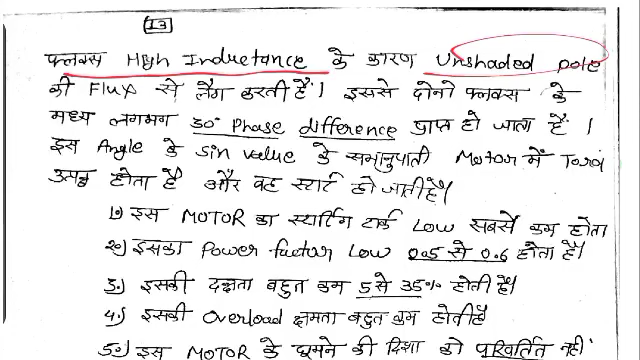 13
फ्लक्स High Inductance के कारण Unshaded pole
की Flux से लैग करती हैं। इससे दोनो फ्लक्स के
मध्य लगभग 30° Phase difference प्राप्त हो जाता हैं।
इस Angle के Sin Value के समानुपाती Motor में Torq
उत्पन्न होता है और वह स्टार्ट हो जाती हैं।
1.) इस MOTOR का स्टार्टिंग टार्क Low सबसे कम होता
2.) इसका Power factor Low 0.5 से 0.6 होता है।
3.) इसकी दक्षता बहुत कम 5 से 35% होती हैं।
4.) इसकी Overload क्षमता बहुत कम होती है
5.) इस MOTOR के घूमने की दिशा को परिवर्तित नहीं